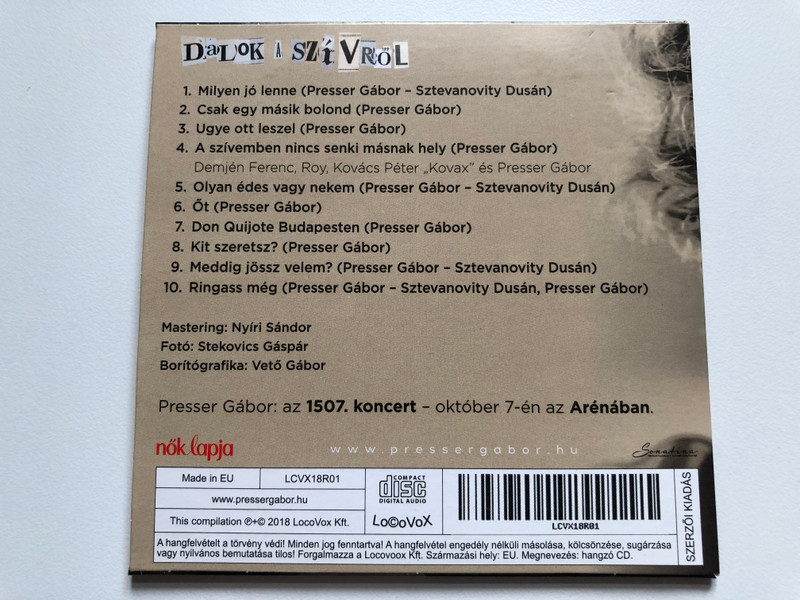 DaLOK A SZíVRőL
1. Milyen jó lenne (Presser Gábor – Sztevanovity Dusán)
2. Csak egy másik bolond (Presser Gábor)
3. Ugye ott leszel (Presser Gábor)
4. A szívemben nincs senki másnak hely (Presser Gábor)
Demjén Ferenc, Roy, Kovács Péter „Kovax” és Presser Gábor
5. Olyan édes vagy nekem (Presser Gábor – Sztevanovity Dusán)
6. Őt (Presser Gábor)
7. Don Quijote Budapesten (Presser Gábor)
8. Kit szeretsz? (Presser Gábor)
9. Meddig jössz velem? (Presser Gábor – Sztevanovity Dusán)
10. Ringass még (Presser Gábor – Sztevanovity Dusán, Presser Gábor)
Mastering: Nyíri Sándor
Fotó: Stekovics Gáspár
Borítógrafika: Vető Gábor
Presser Gábor: az 1507. koncert – október 7-én az Arénában.
nők lapja
www.pressergabor.hu
Sonatina
Made in EU
LCVX18R01
www.pressergabor.hu
This compilation ℗+© 2018 LocoVox Kft.
COMPACT
disc
DIGITAL AUDIO
LoCoVoX
LCVX18R01
SZERZŐI KIADÁS
A hangfelvételt a törvény védi! Minden jog fenntartva! A hangfelvétel engedély nélküli másolása, kölcsönzése, sugárzása
vagy nyilvános bemutatása tilos! Forgalmazza a Locovoox Kft. Származási hely: EU. Megnevezés: hangzó CD.